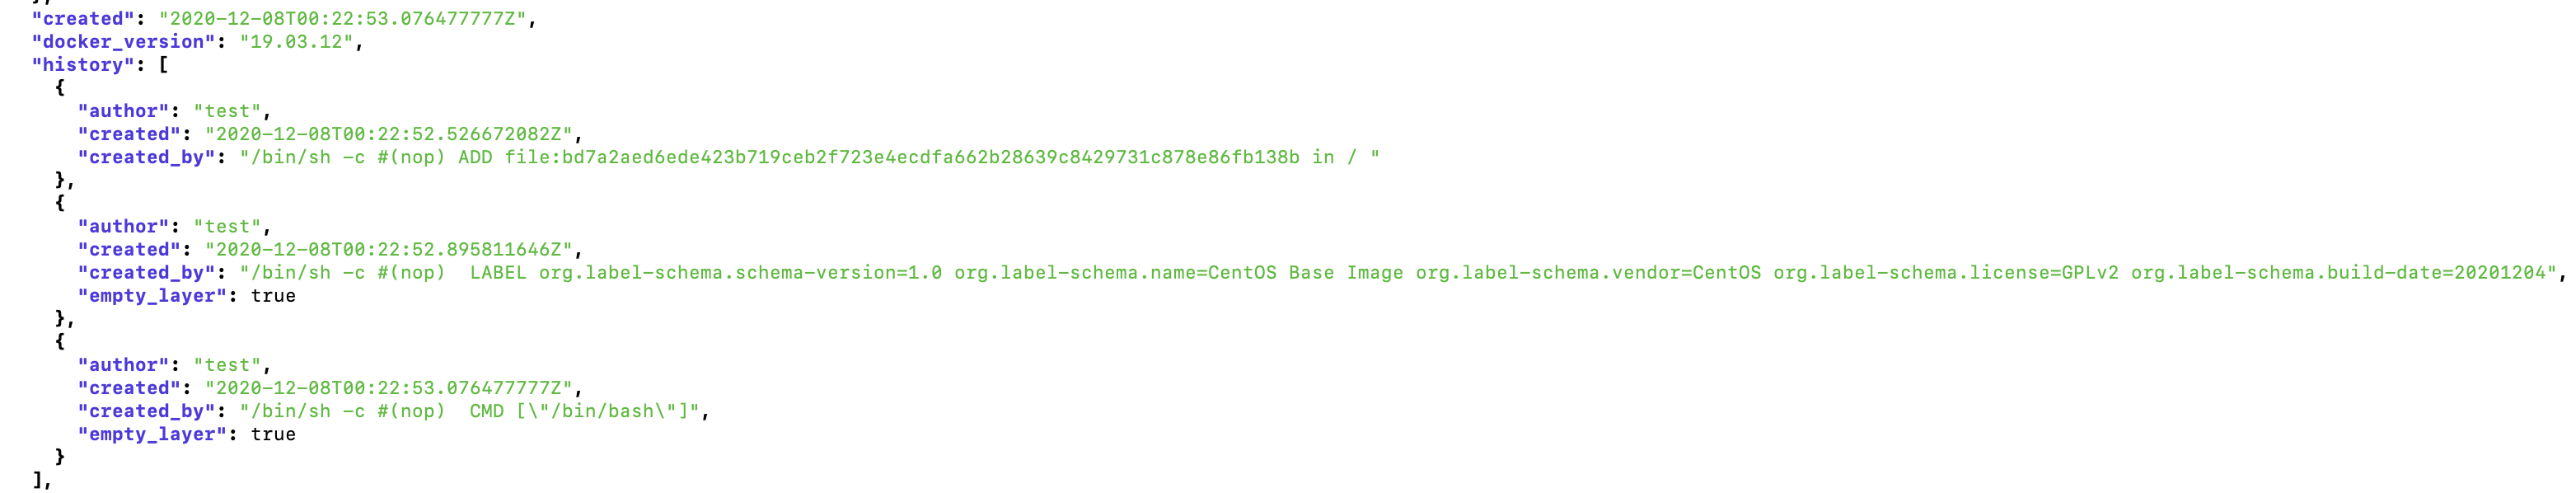 },
"created": "2020-12-08T00:22:53.076477777Z",
"docker_version": "19.03.12",
"history": [
{
"author": "test",
"created": "2020-12-08T00:22:52.526672082Z",
"created_by": "/bin/sh -c #(nop) ADD file:bd7a2aed6ede423b719ceb2f723e4ecdfa662b28639c8429731c878e86fb138b in / "
},
{
"author": "test",
"created": "2020-12-08T00:22:52.895811646Z",
"created_by": "/bin/sh -c #(nop)  LABEL org.label-schema.schema-version=1.0 org.label-schema.name=CentOS Base Image org.label-schema.vendor=CentOS org.label-schema.license=GPLv2 org.label-schema.build-date=20201204",
"empty_layer": true
},
{
"author": "test",
"created": "2020-12-08T00:22:53.076477777Z",
"created_by": "/bin/sh -c #(nop)  CMD [\"/bin/bash\"]",
"empty_layer": true
}
],